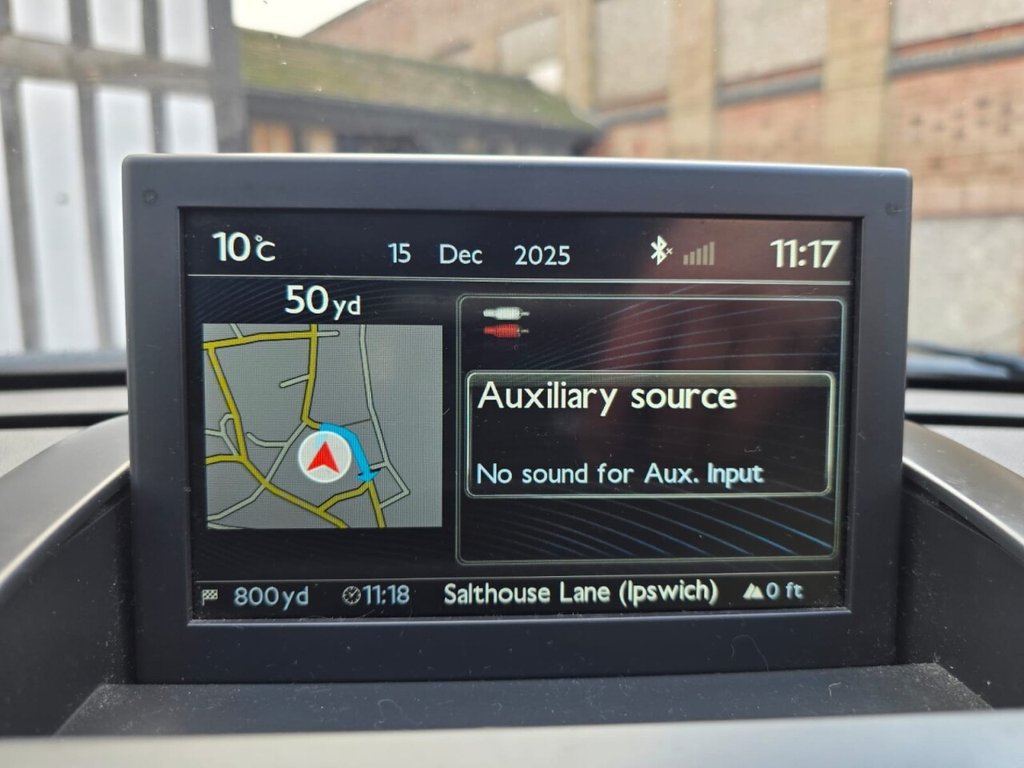 10°C 15 Dec 2025 11:17
50yd
Auxiliary source
No sound for Aux. Input
800yd 11:18 Salthouse Lane (Ipswich) 0 ft